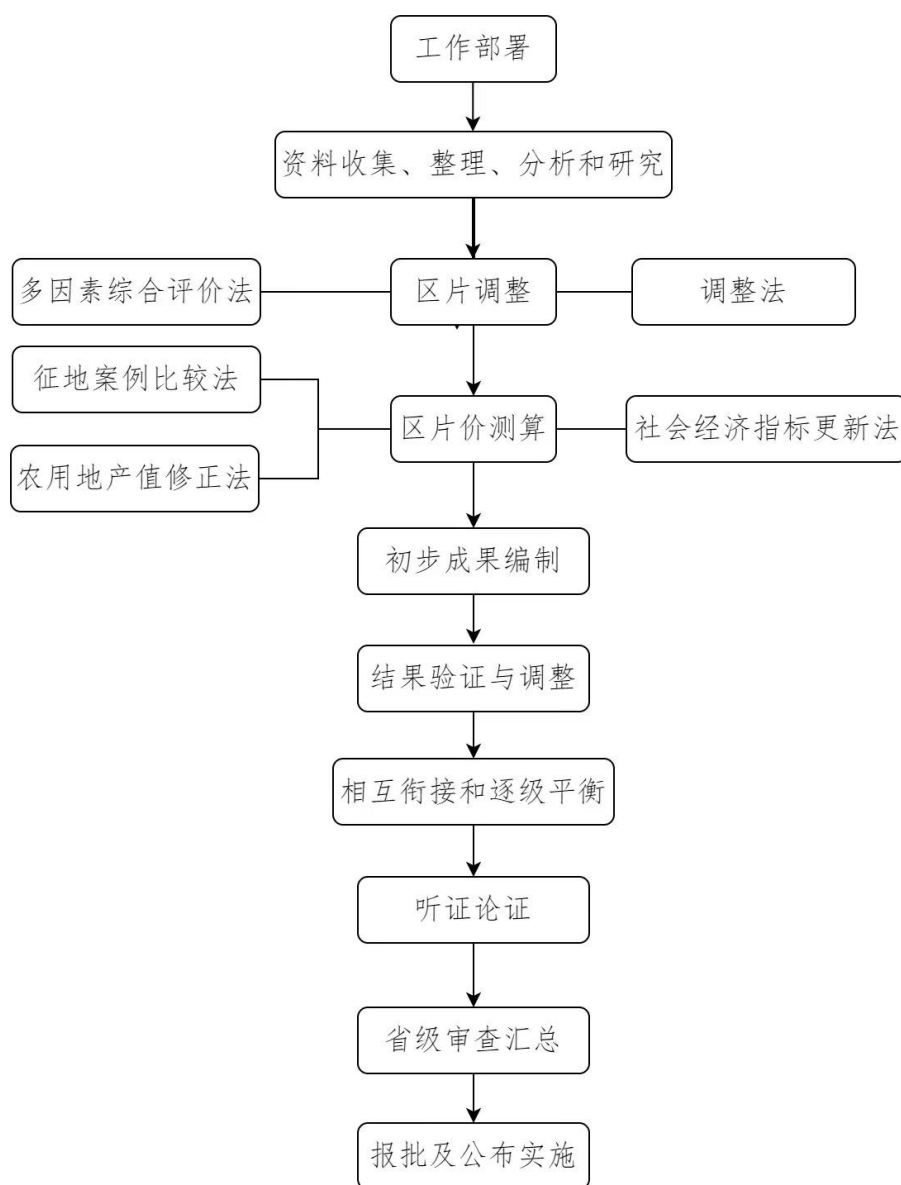 工作部署
资料收集、整理、分析和研究
多因素综合评价法
区片调整
调整法
征地案例比较法
区片价测算
社会经济指标更新法
农用地产值修正法
初步成果编制
结果验证与调整
相互衔接和逐级平衡
听证论证
省级审查汇总
报批及公布实施